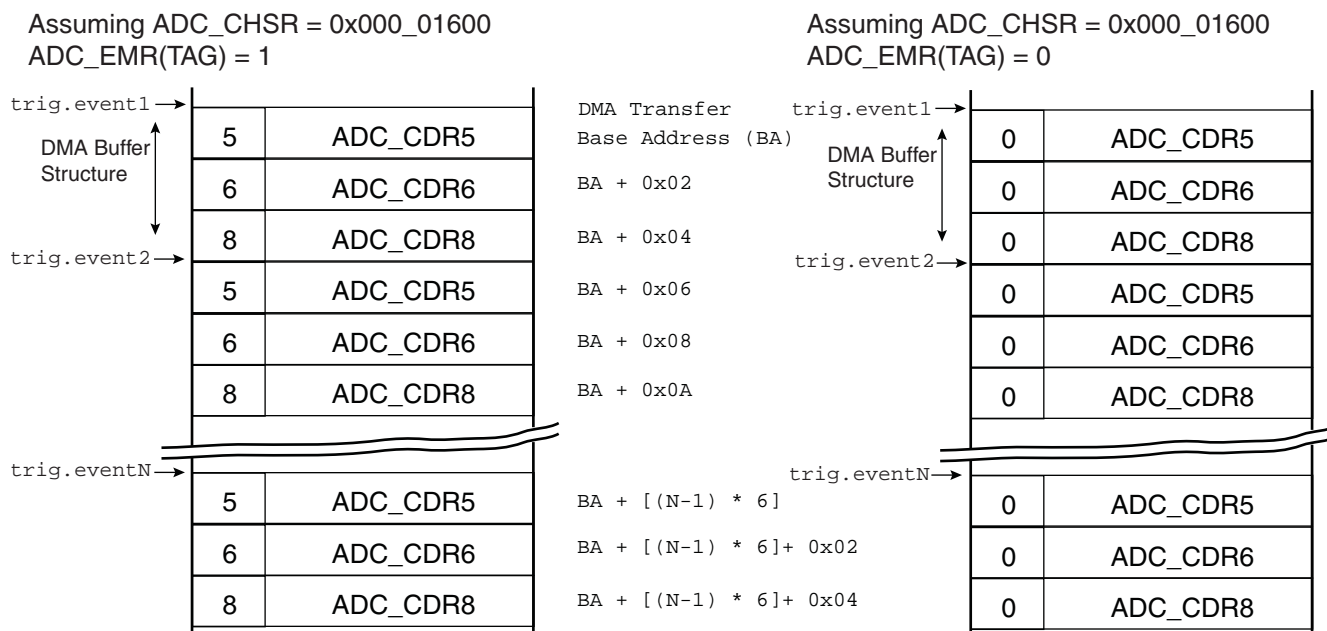 Assuming ADC_CHSR = 0x000_01600
ADC_EMR(TAG) = 1
trig.event1
DMA Buffer
Structure
5 ADC_CDR5
6 ADC_CDR6
8 ADC_CDR8
trig.event2
5 ADC_CDR5
6 ADC_CDR6
8 ADC_CDR8
trig.eventN
5 ADC_CDR5
6 ADC_CDR6
8 ADC_CDR8
DMA Transfer
Base Address (BA)
BA + 0x02
BA + 0x04
BA + 0x06
BA + 0x08
BA + 0x0A
BA + [(N-1) * 6]
BA + [(N-1) * 6]+ 0x02
BA + [(N-1) * 6]+ 0x04
Assuming ADC_CHSR = 0x000_01600
ADC_EMR(TAG) = 0
trig.event1
DMA Buffer
Structure
0 ADC_CDR5
0 ADC_CDR6
0 ADC_CDR8
trig.event2
0 ADC_CDR5
0 ADC_CDR6
0 ADC_CDR8
trig.eventN
0 ADC_CDR5
0 ADC_CDR6
0 ADC_CDR8